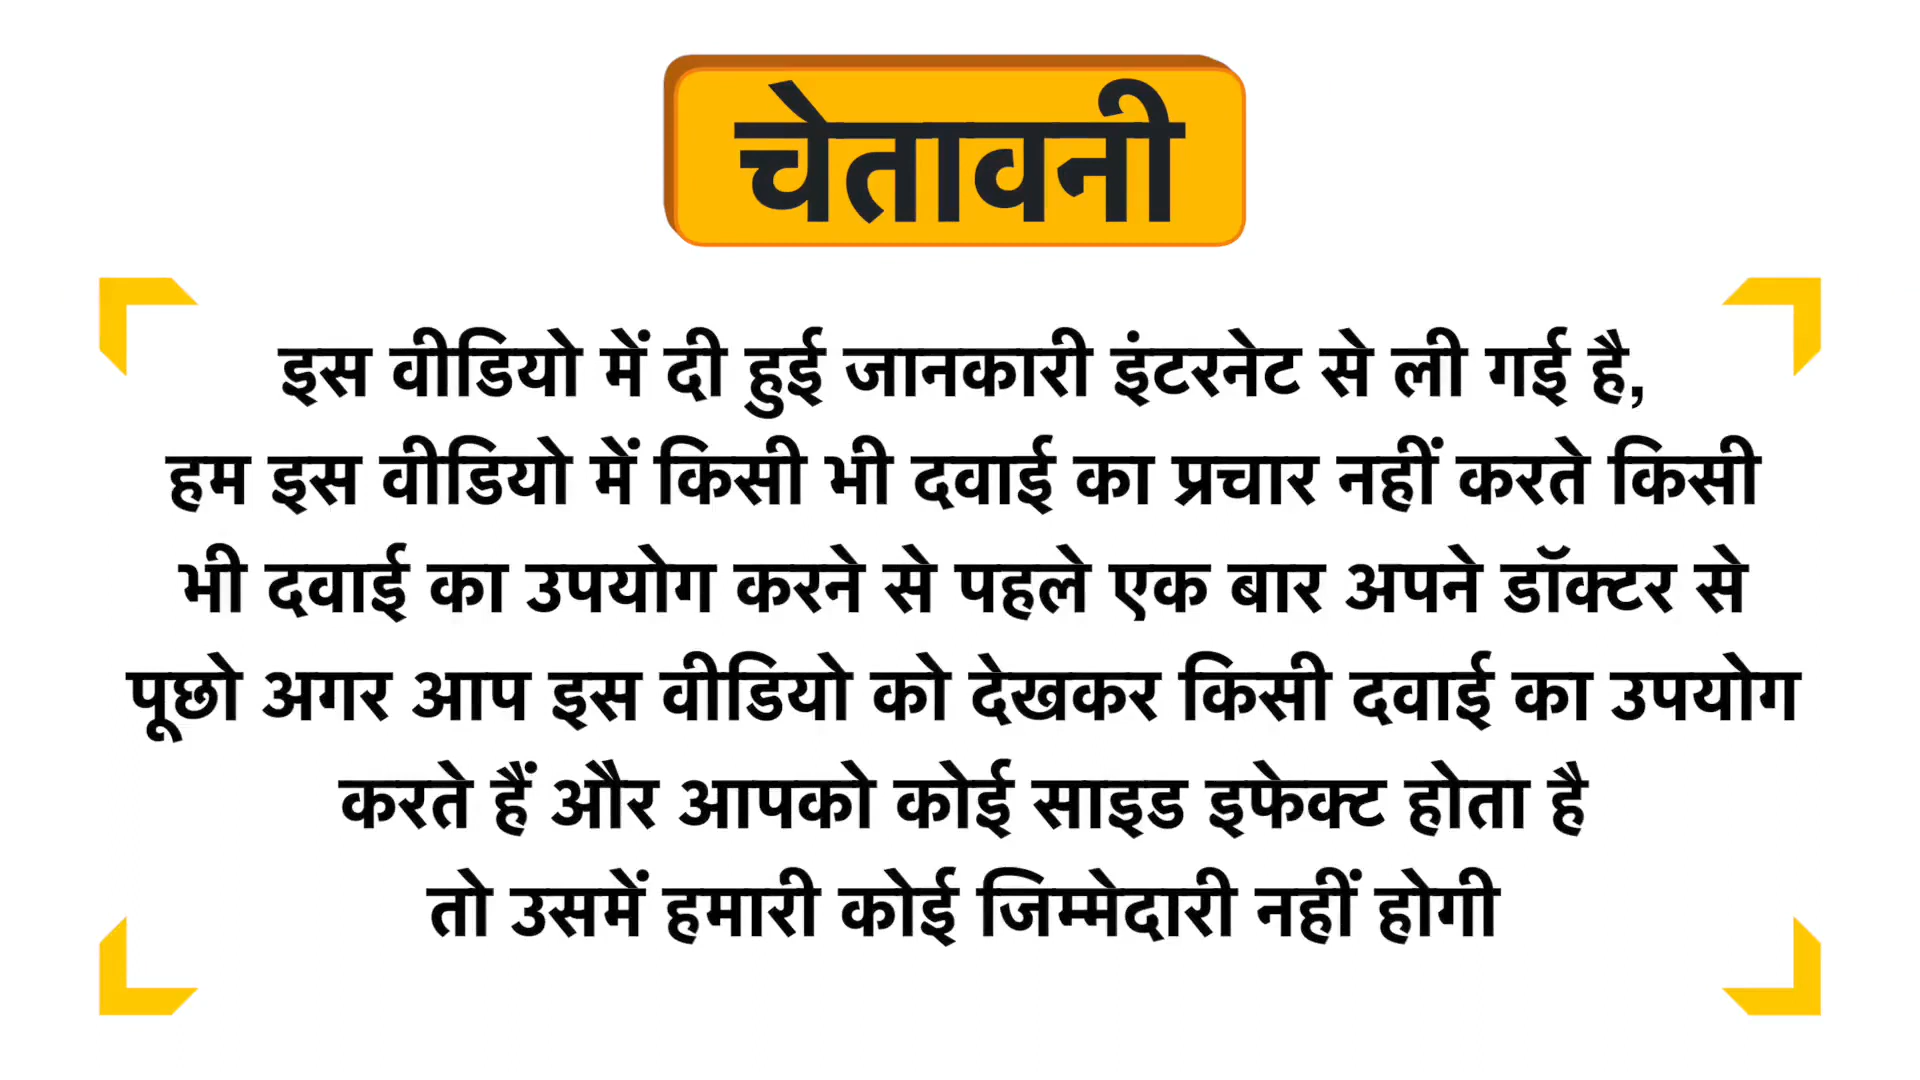 चेतावनी
इस वीडियो में दी हुई जानकारी इंटरनेट से ली गई है,
हम इस वीडियो में किसी भी दवाई का प्रचार नहीं करते किसी
भी दवाई का उपयोग करने से पहले एक बार अपने डॉक्टर से
पूछो अगर आप इस वीडियो को देखकर किसी दवाई का उपयोग
करते हैं और आपको कोई साइड इफेक्ट होता है
तो उसमें हमारी कोई जिम्मेदारी नहीं होगी